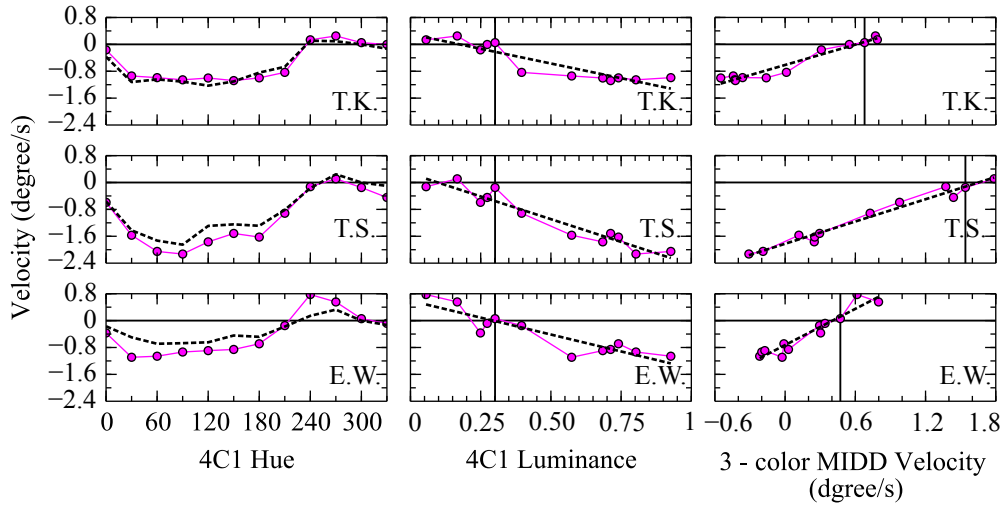 0.8
0
−0.8
−1.6
−2.4
T.K.
T.K.
T.K.
0.8
0
−0.8
−1.6
−2.4
T.S.
T.S.
T.S.
0.8
0
−0.8
−1.6
−2.4
E.W.
E.W.
E.W.
Velocity (degree/s)
0 60 120 180 240 300
0 0.25 0.50 0.75 1
−0.6 0 0.6 1.2 1.8
4C1 Hue
4C1 Luminance
3 - color MIDD Velocity
(dgree/s)